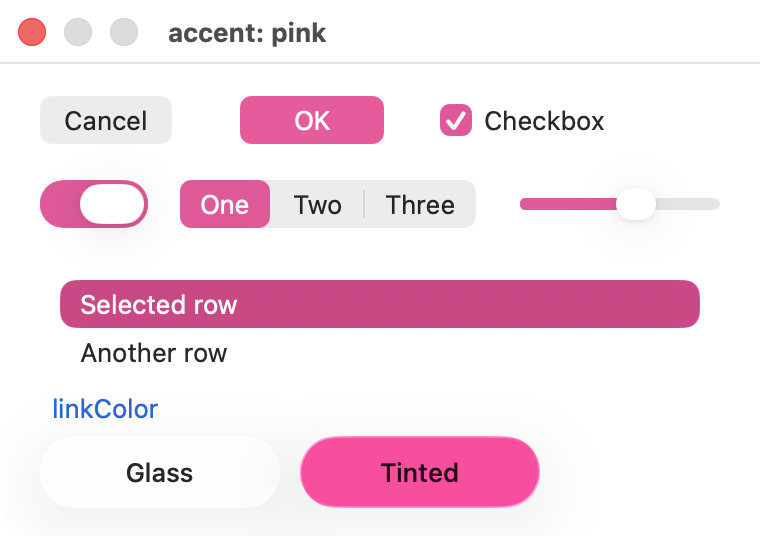 accent: pink
Cancel OK Checkbox
One Two Three
Selected row
Another row
linkColor
Glass Tinted